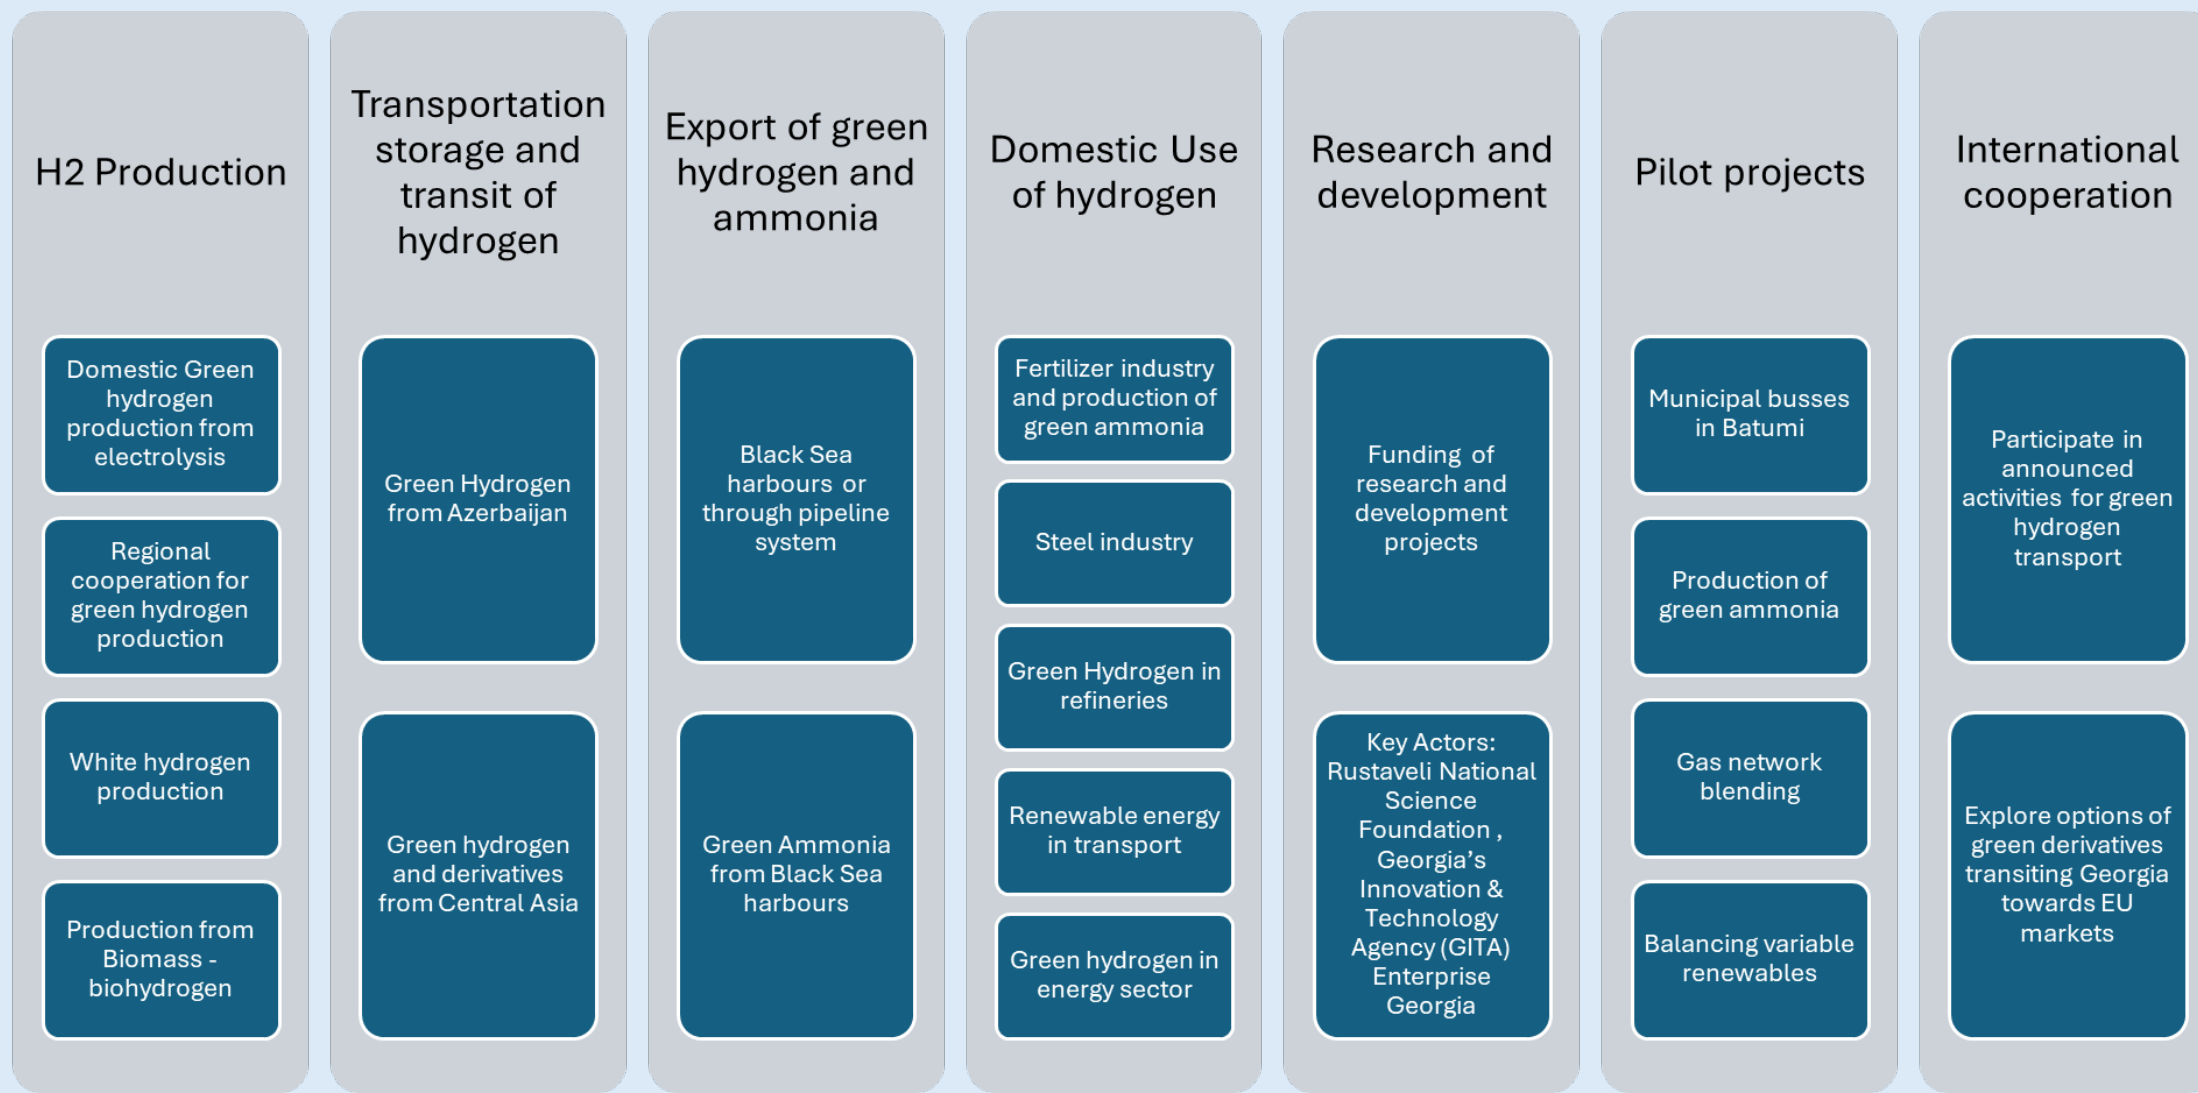 H2 Production
Domestic Green
hydrogen
production from
electrolysis
Regional
cooperation for
green hydrogen
production
White hydrogen
production
Production from
Biomass -
biohydrogen
Transportation
storage and
transit of
hydrogen
Green Hydrogen
from Azerbaijan
Green hydrogen
and derivatives
from Central Asia
Export of green
hydrogen and
ammonia
Black Sea
harbours or
through pipeline
system
Green Ammonia
from Black Sea
harbours
Domestic Use
of hydrogen
Fertilizer industry
and production of
green ammonia
Steel industry
Green Hydrogen in
refineries
Renewable energy
in transport
Green hydrogen in
energy sector
Research and
development
Funding of
research and
development
projects
Key Actors:
Rustaveli National
Science
Foundation ,
Georgia’s
Innovation &
Technology
Agency (GITA)
Enterprise
Georgia
Pilot projects
Municipal busses
in Batumi
Production of
green ammonia
Gas network
blending
Balancing variable
renewables
International
cooperation
Participate in
announced
activities for green
hydrogen
transport
Explore options of
green derivatives
transiting Georgia
towards EU
markets